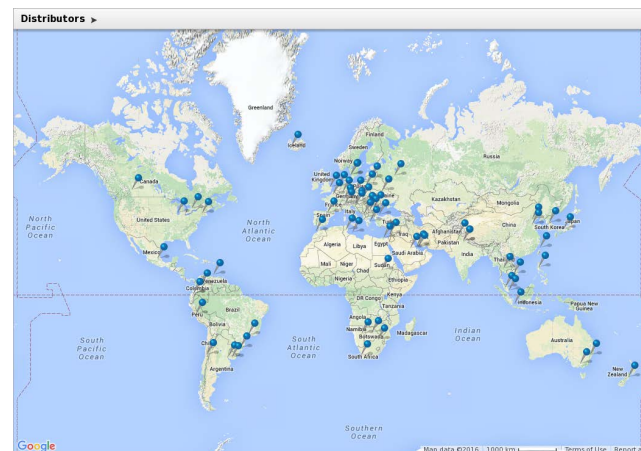 Distributors ➤
Greenland
Iceland
Finland
Sweden
Norway
Russia
United
Kingdom
Canada
Kazakhstan
Mongolia
Spain
Italy
United States
North
Pacific
Ocean
North
Atlantic
Ocean
China
South Korea
Japan
Afghanistan
Pakistan
Iraq
Algeria
Libya
Egypt
Saudi Arabia
India
Mexico
Mali
Niger
Chad
Sudan
Nigeria
Ethiopia
Venezuela
Colombia
DR Congo
Kenya
Tanzania
Indonesia
Papua New
Guinea
Peru
Brazil
Bolivia
Angola
Namibia
Botswana
Madagascar
South
Pacific
Ocean
South
Atlantic
Ocean
Indian
Ocean
Australia
South Africa
Argentina
New
Zealand
Southern
Ocean
Google
Map data ©2016
1000 km
Terms of Use